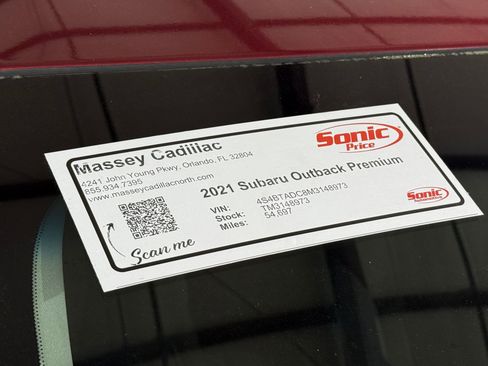 Massey Cadillac
4241 John Young Pkwy, Orlando, FL 32804
855.934.7395
www.masseycadillacnorth.com
Sonic
Price
2021 Subaru Outback Premium
VIN: 4S4BTADC8M3148973
Stock: TM3148973
Miles: 54,697
Scan me
Sonic